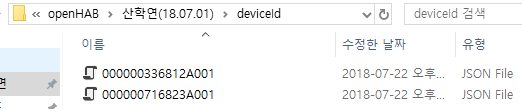 « openHAB > 산학연(18.07.01) > deviceId
deviceId 검색
이름 수정한 날짜 유형
000000336812A001 2018-07-22 오후... JSON File
000000716823A001 2018-07-22 오후... JSON File
면